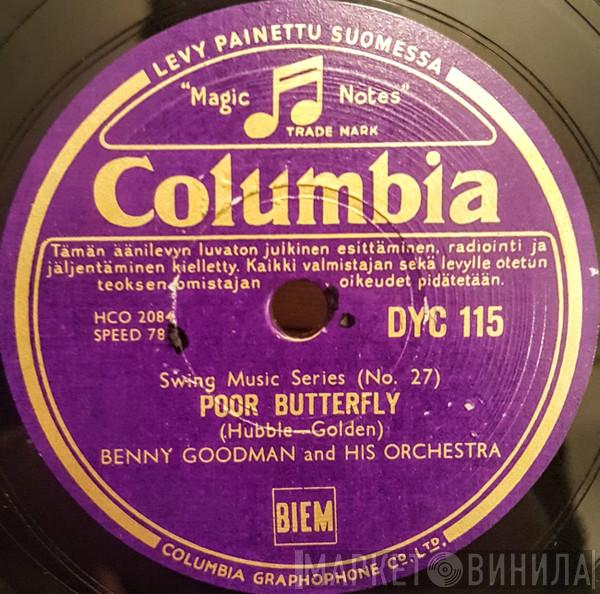 LEVY PAINETTU SUOMESSA
"Magic Notes"
TRADE MARK
Columbia
Tämän äänilevyn luvaton julkinen esittäminen, radiointi ja
jäljentäminen kielletty. Kaikki valmistajan sekä levylle otetun
teoksen omistajan oikeudet pidätetään.
HCO 2084
SPEED 78
DYC 115
Swing Music Series (No. 27)
POOR BUTTERFLY
(Hubble—Golden)
BENNY GOODMAN and HIS ORCHESTRA
BIEM
COLUMBIA GRAPHOPHONE CO. LTD.
МАРКЕТ ВИНИЛА